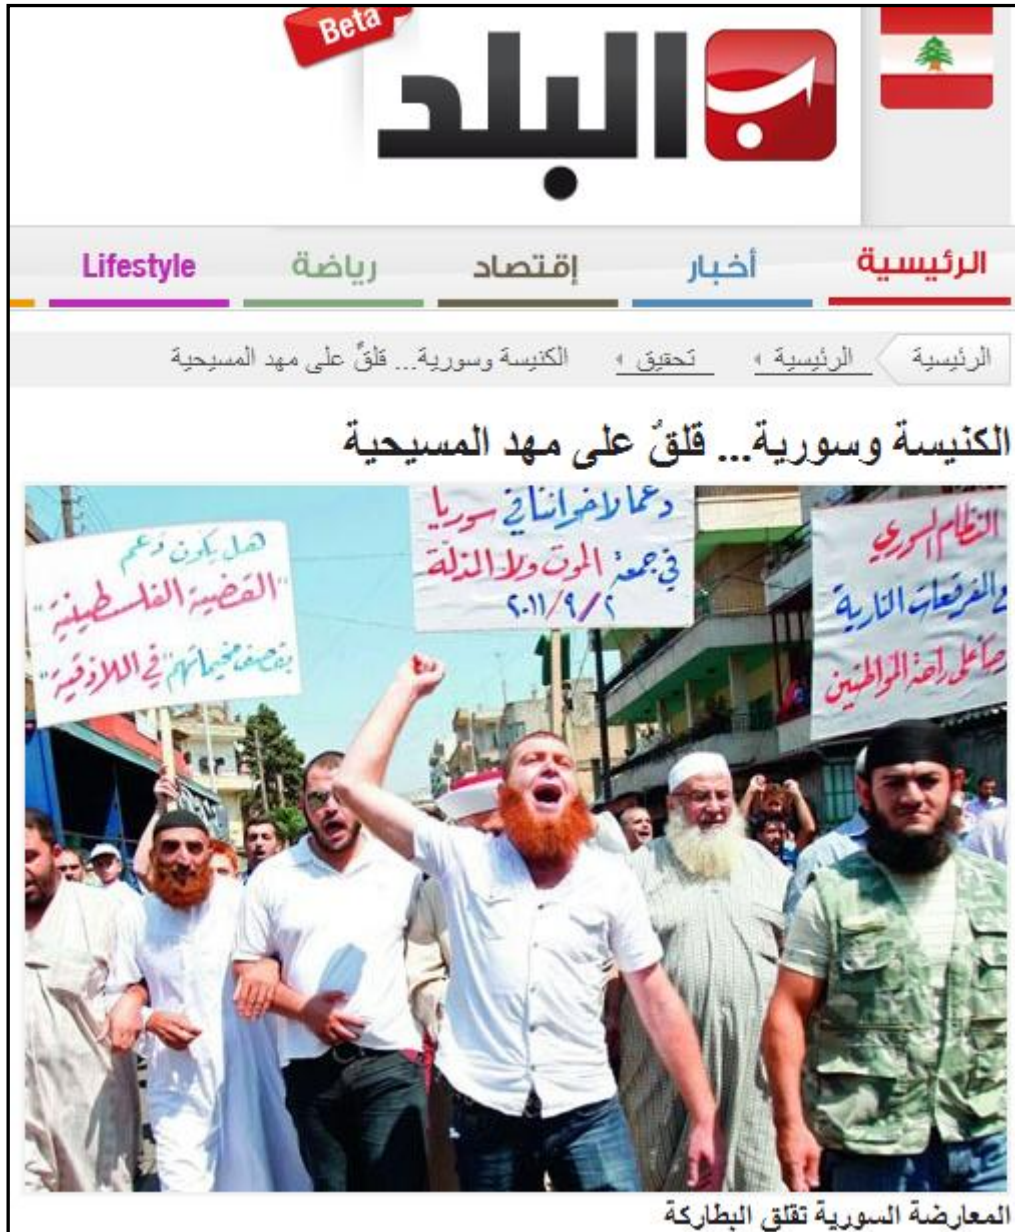 Beta
البلد
ب
الرئيسية
أخبار
إقتصاد
رياضة
Lifestyle
الرئيسية
الرئيسية
تحقيق
الكنيسة وسورية... قلقٌ على مهد المسيحية
الكنيسة وسورية... قلقٌ على مهد المسيحية
النظام السوري
المفرقعات النارية
على راحة المواطنين
دعما لاخواننا في سوريا
في جمعة الموت ولا المذلة
٢/٩/٢٠١١
هل يكون دعم
"القضية الفلسطينية"
بقصف مخيماتهم "في اللاذقية"
المعارضة السورية تقلق البطاركة